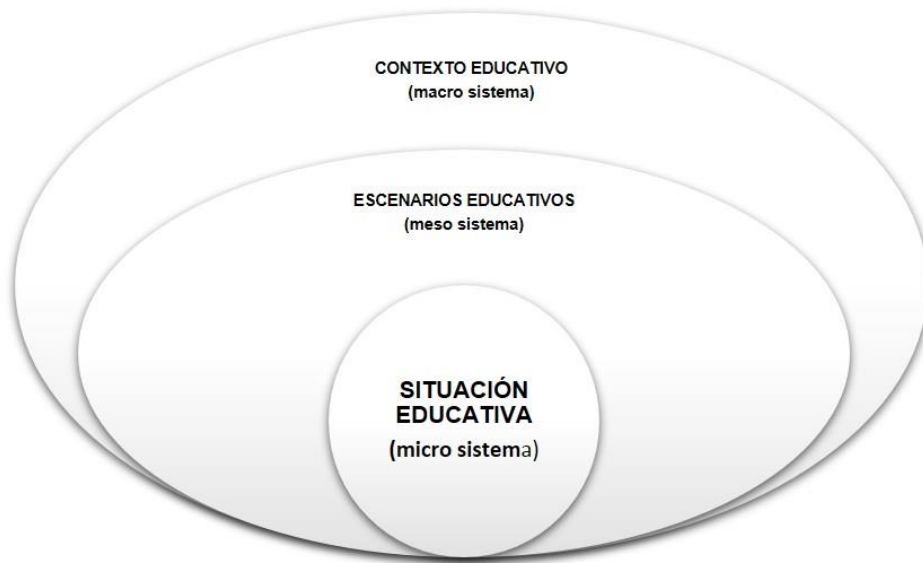 CONTEXTO EDUCATIVO
(macro sistema)
ESCENARIOS EDUCATIVOS
(meso sistema)
SITUACIÓN
EDUCATIVA
(micro sistema)